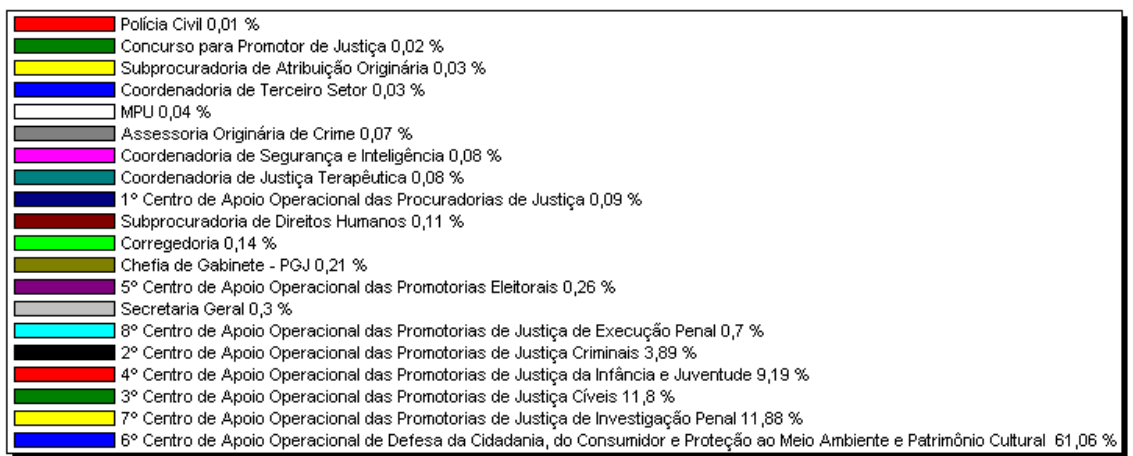 Polícia Civil 0,01 %
Concurso para Promotor de Justiça 0,02 %
Subprocuradoria de Atribuição Originária 0,03 %
Coordenadoria de Terceiro Setor 0,03 %
MPU 0,04 %
Assessoria Originária de Crime 0,07 %
Coordenadoria de Segurança e Inteligência 0,08 %
Coordenadoria de Justiça Terapêutica 0,08 %
1º Centro de Apoio Operacional das Procuradorias de Justiça 0,09 %
Subprocuradoria de Direitos Humanos 0,11 %
Corregedoria 0,14 %
Chefia de Gabinete - PGJ 0,21 %
5º Centro de Apoio Operacional das Promotorias Eleitorais 0,26 %
Secretaria Geral 0,3 %
8º Centro de Apoio Operacional das Promotorias de Justiça de Execução Penal 0,7 %
2º Centro de Apoio Operacional das Promotorias de Justiça Criminais 3,89 %
4º Centro de Apoio Operacional das Promotorias de Justiça da Infância e Juventude 9,19 %
3º Centro de Apoio Operacional das Promotorias de Justiça Cíveis 11,8 %
7º Centro de Apoio Operacional das Promotorias de Justiça de Investigação Penal 11,88 %
6º Centro de Apoio Operacional de Defesa da Cidadania, do Consumidor e Proteção ao Meio Ambiente e Patrimônio Cultural 61,06 %